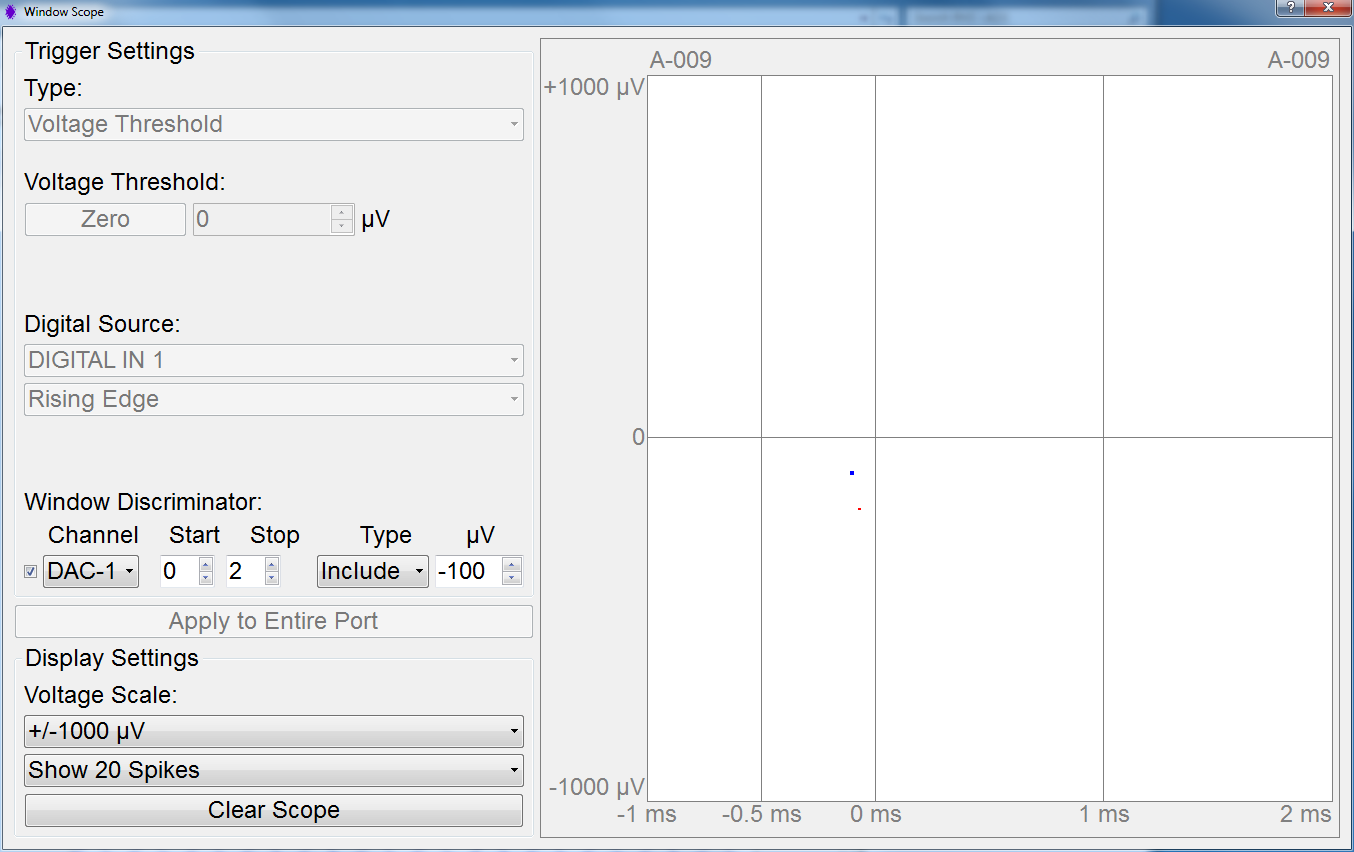 Window Scope
Trigger Settings
Type:
Voltage Threshold
Voltage Threshold:
Zero 0 µV
Digital Source:
DIGITAL IN 1
Rising Edge
Window Discriminator:
Channel Start Stop Type µV
DAC-1 0 2 Include -100
Apply to Entire Port
Display Settings
Voltage Scale:
+/-1000 µV
Show 20 Spikes
Clear Scope
A-009 A-009
+1000 µV
0
-1000 µV
-1 ms -0.5 ms 0 ms 1 ms 2 ms